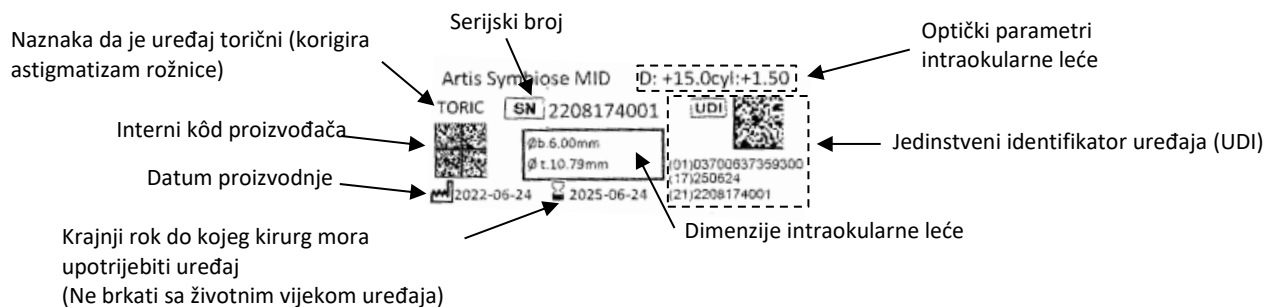 Serijski broj
Naznaka da je uređaj torični (korigira
astigmatizam rožnice)
Optički parametri
intraokularne leće
Artis Symbiose MID D: +15.0cyl:+1.50
TORIC SN 2208174001 UDI
Interni kôd proizvođača
Øb.6.00mm
Øt.10.79mm
Jedinstveni identifikator uređaja (UDI)
(01)03700637359300
(17)250624
(21)2208174001
Datum proizvodnje
2022-06-24 2025-06-24
Dimenzije intraokularne leće
Krajnji rok do kojeg kirurg mora
upotrijebiti uređaj
(Ne brkati sa životnim vijekom uređaja)